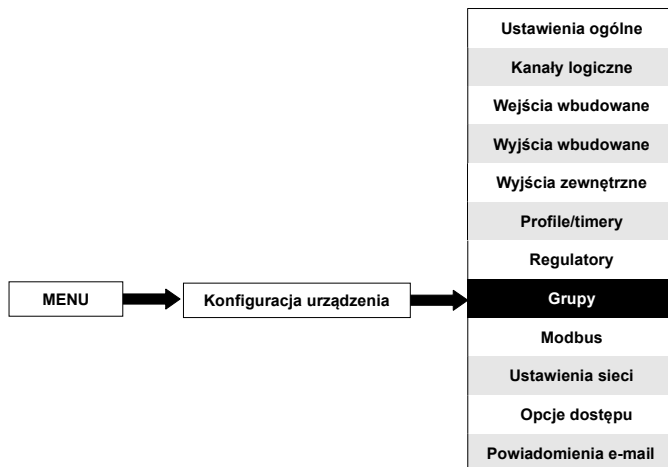 Ustawienia ogólne
Kanały logiczne
Wejścia wbudowane
Wyjścia wbudowane
Wyjścia zewnętrzne
Profile/timery
Regulatory
MENU
Konfiguracja urządzenia
Grupy
Modbus
Ustawienia sieci
Opcje dostępu
Powiadomienia e-mail